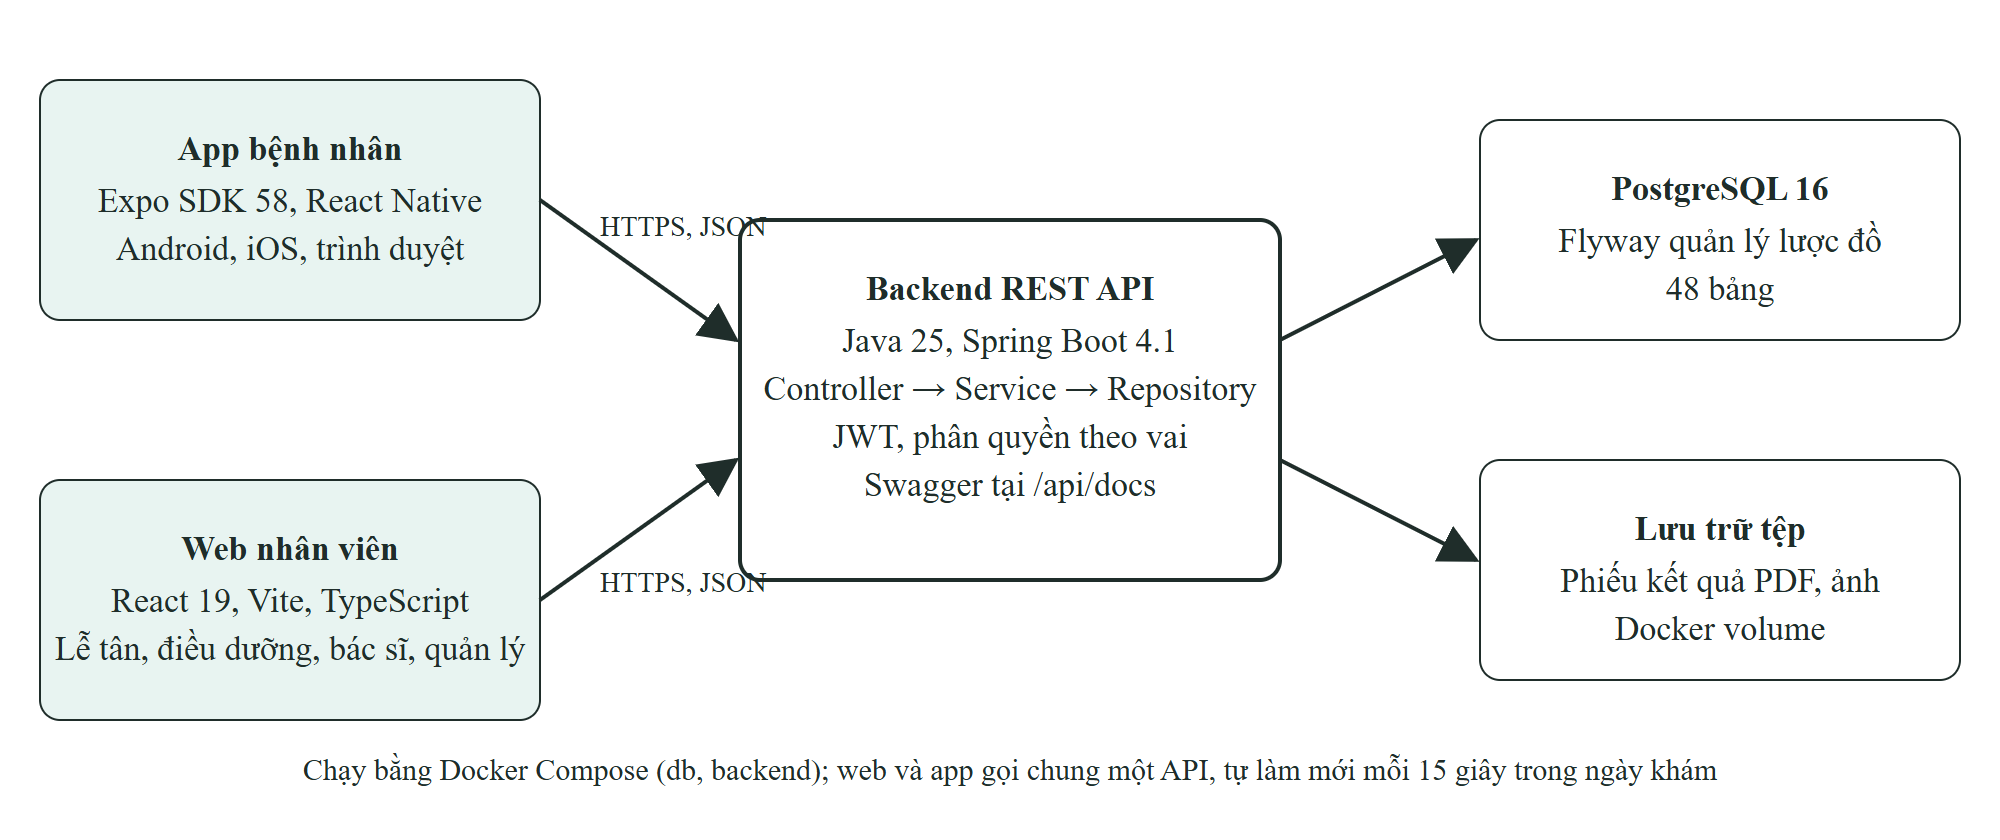 App bệnh nhân
Expo SDK 58, React Native
Android, iOS, trình duyệt
HTTPS, JSON
Web nhân viên
React 19, Vite, TypeScript
Lễ tân, điều dưỡng, bác sĩ, quản lý
HTTPS, JSON
Backend REST API
Java 25, Spring Boot 4.1
Controller → Service → Repository
JWT, phân quyền theo vai
Swagger tại /api/docs
PostgreSQL 16
Flyway quản lý lược đồ
48 bảng
Lưu trữ tệp
Phiếu kết quả PDF, ảnh
Docker volume
Chạy bằng Docker Compose (db, backend); web và app gọi chung một API, tự làm mới mỗi 15 giây trong ngày khám